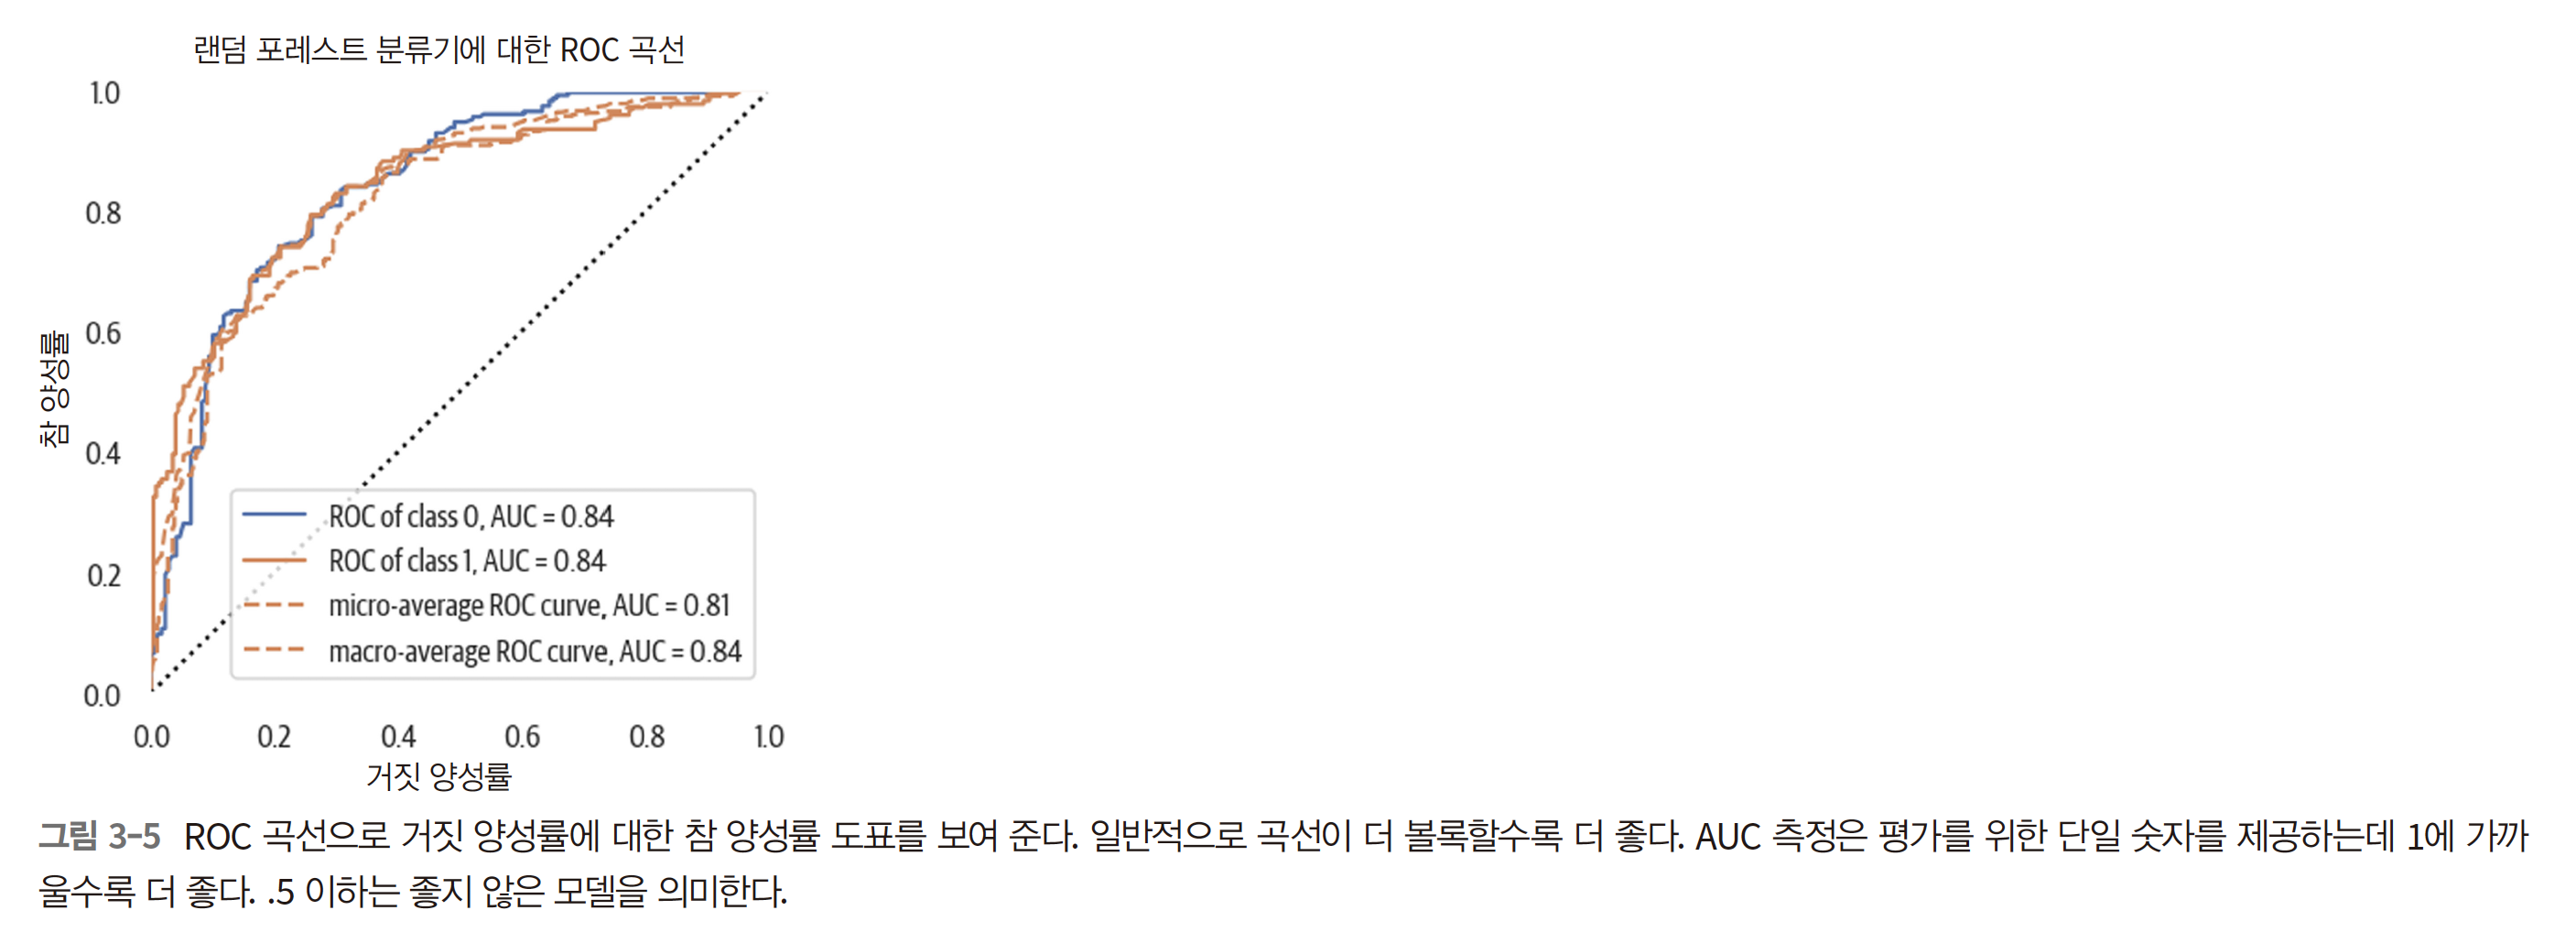 랜덤 포레스트 분류기에 대한 ROC 곡선
1.0
0.8
0.6
0.4
0.2
0.0
참 양성률
ROC of class 0, AUC = 0.84
ROC of class 1, AUC = 0.84
micro-average ROC curve, AUC = 0.81
macro-average ROC curve, AUC = 0.84
0.0 0.2 0.4 0.6 0.8 1.0
거짓 양성률
그림 3-5 ROC 곡선으로 거짓 양성률에 대한 참 양성률 도표를 보여 준다. 일반적으로 곡선이 더 볼록할수록 더 좋다. AUC 측정은 평가를 위한 단일 숫자를 제공하는데 1에 가까
울수록 더 좋다. .5 이하는 좋지 않은 모델을 의미한다.